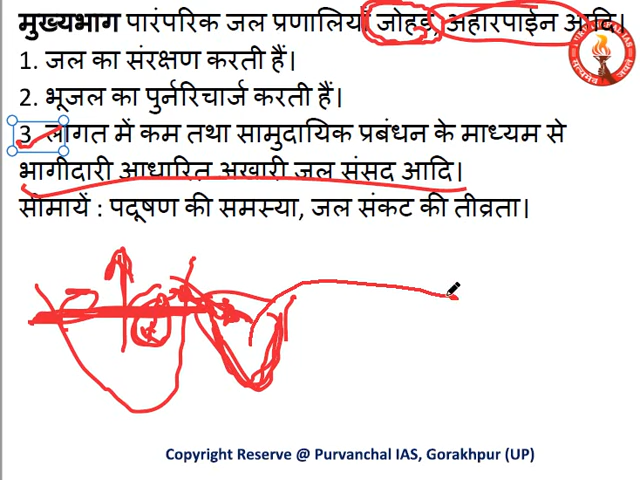 मुख्यभाग पारंपरिक जल प्रणालियाँ जोहड़, अहारपाईन आदि।
1. जल का संरक्षण करती हैं।
2. भूजल का पुर्नरिचार्ज करती हैं।
3. लागत में कम तथा सामुदायिक प्रबंधन के माध्यम से
भागीदारी आधारित अखारी जल संसद आदि।
सीमायें : पदूषण की समस्या, जल संकट की तीव्रता।
Copyright Reserve @ Purvanchal IAS, Gorakhpur (UP)